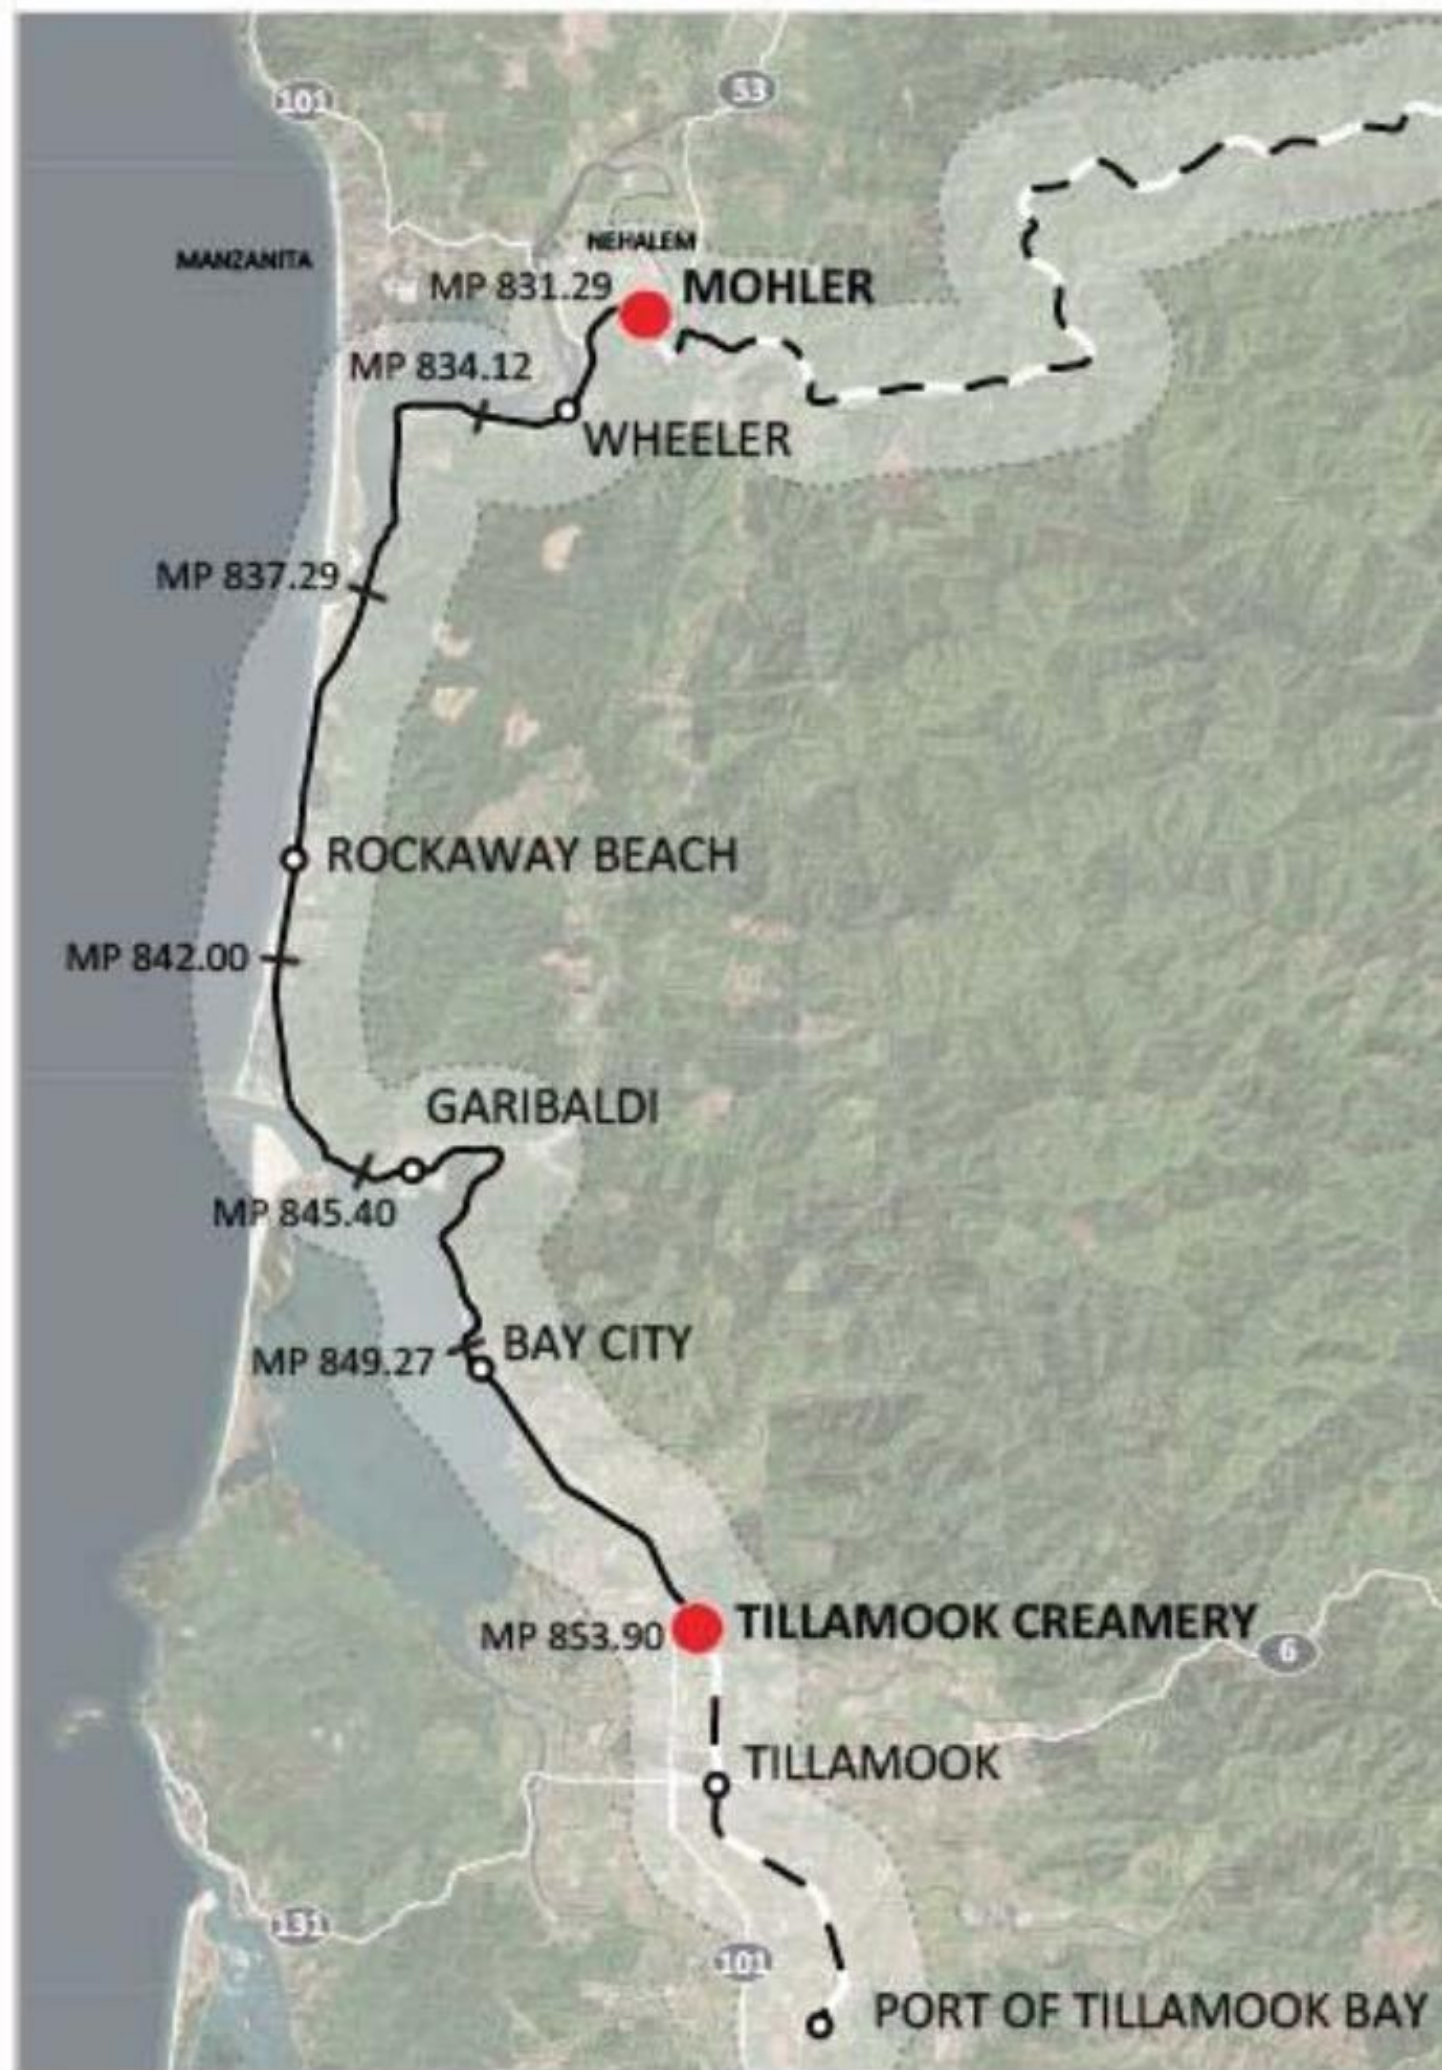 101
53
NEHALEM
MANZANITA
MP 831.29
MOHLER
MP 834.12
WHEELER
MP 837.29
ROCKAWAY BEACH
MP 842.00
GARIBALDI
MP 845.40
BAY CITY
MP 849.27
TILLAMOOK CREAMERY
MP 853.90
6
TILLAMOOK
131
101
PORT OF TILLAMOOK BAY